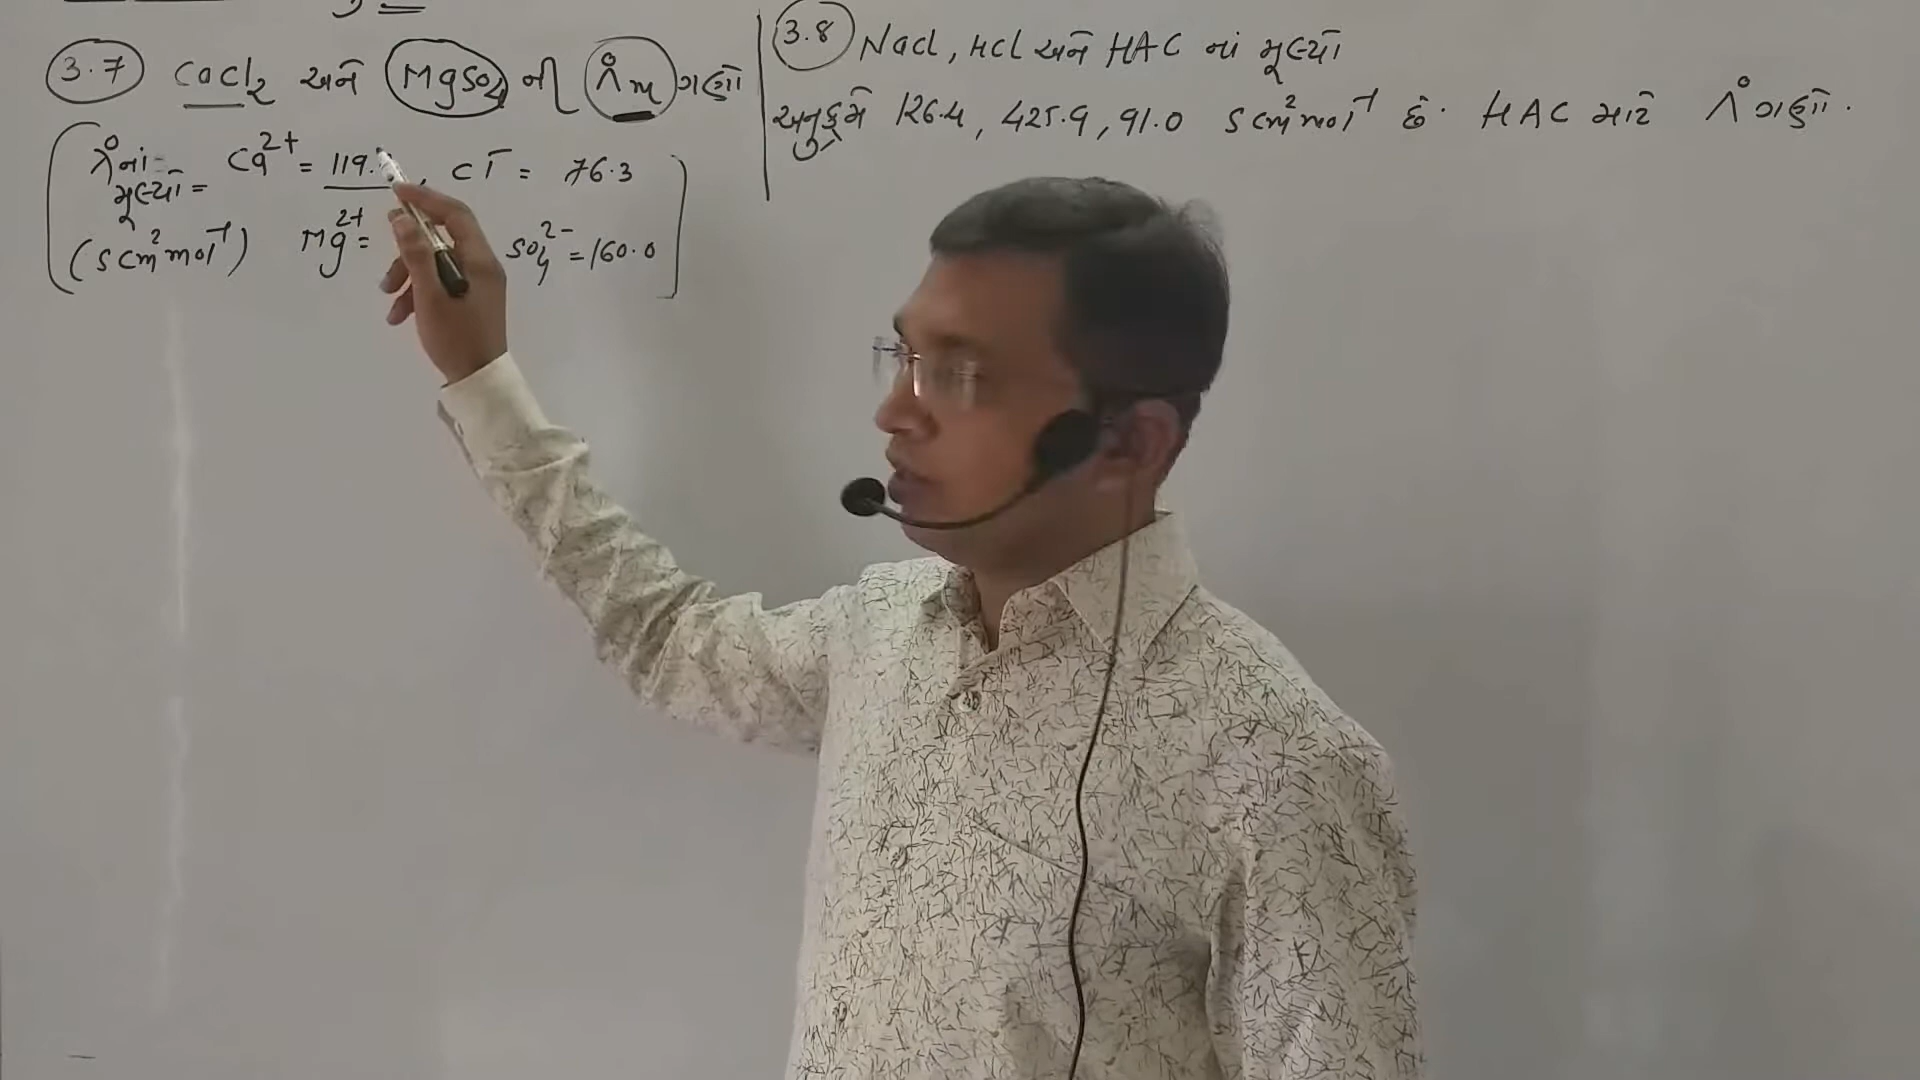 3.7 CaCl₂ અને MgSO₄ ની Λ°m ગણો
λ° નાં મૂલ્યો = Ca²⁺ = 119. , Cl⁻ = 76.3
(S cm² mol⁻¹) Mg²⁺ = SO₄²⁻ = 160.0
3.8 NaCl, HCl અને HAC નાં મૂલ્યો
અનુક્રમે 126.4, 425.9, 91.0 S cm² mol⁻¹ છે. HAC માટે Λ° ગણો.